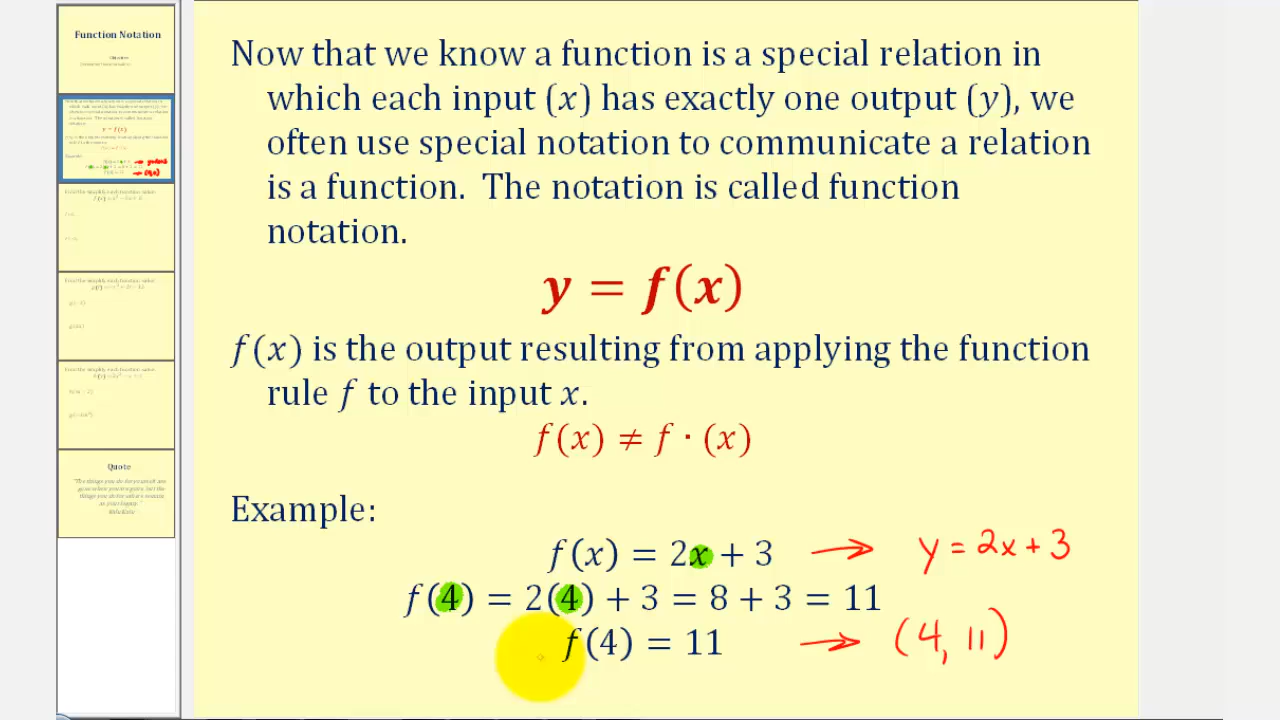 Function Notation
Now that we know a function is a special relation in
which each input (x) has exactly one output (y), we
often use special notation to communicate a relation
is a function. The notation is called function
notation.
y = f(x)
f(x) is the output resulting from applying the function
rule f to the input x.
f(x) ≠ f · (x)
Example:
f(x) = 2x + 3 → y = 2x + 3
f(4) = 2(4) + 3 = 8 + 3 = 11
f(4) = 11 → (4, 11)
Quote